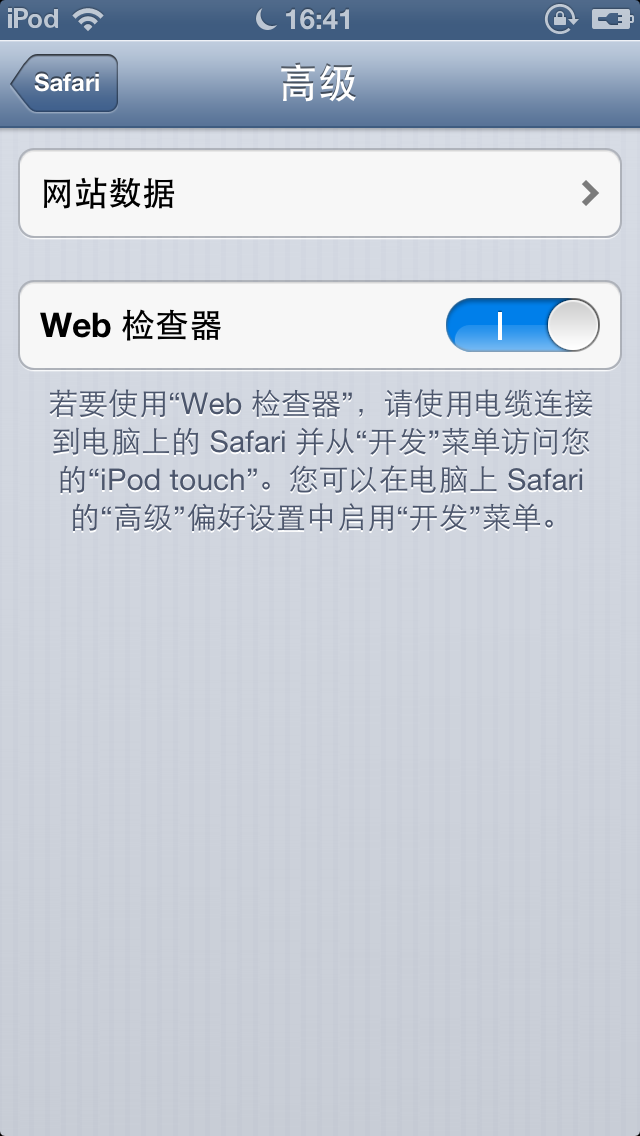 iPod 16:41
Safari 高级
网站数据
Web 检查器
若要使用“Web 检查器”，请使用电缆连接
到电脑上的 Safari 并从“开发”菜单访问您
的“iPod touch”。您可以在电脑上 Safari
的“高级”偏好设置中启用“开发”菜单。